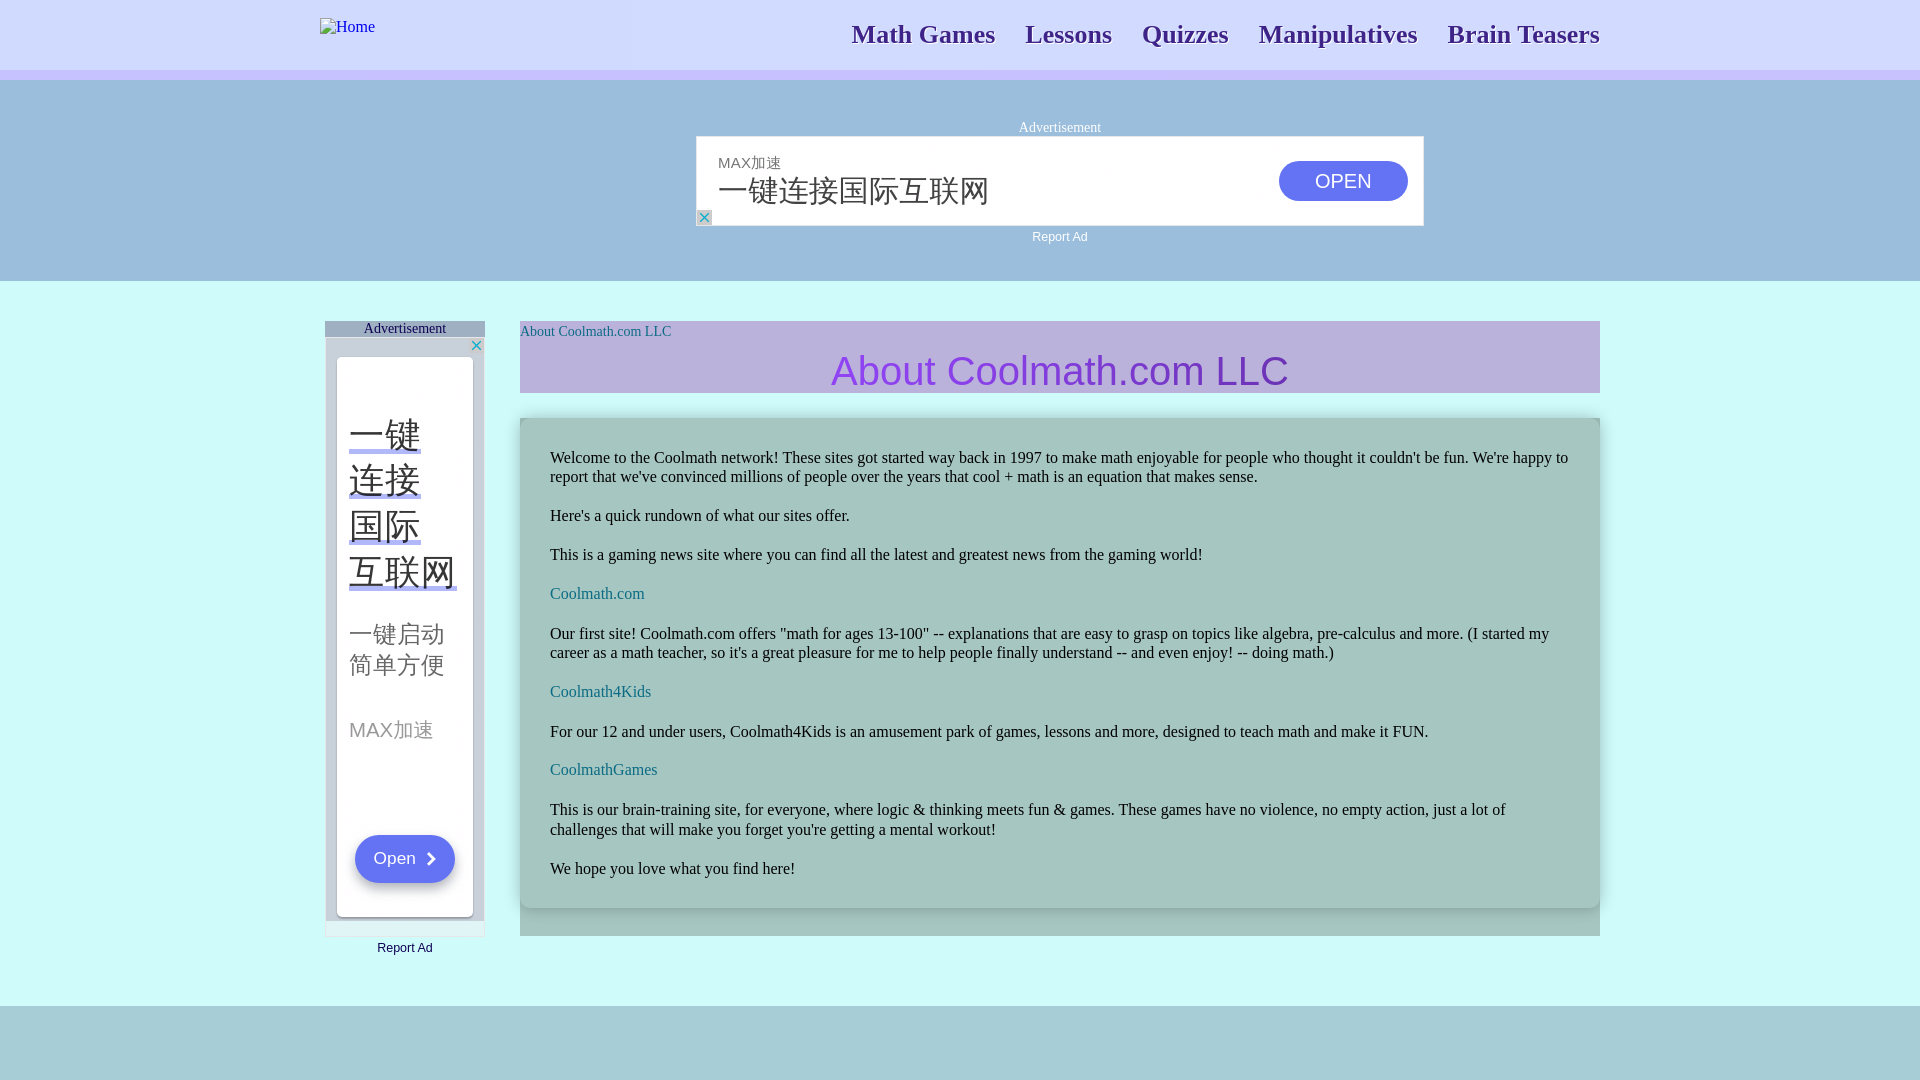 Home
Math Games
Lessons
Quizzes
Manipulatives
Brain Teasers
Advertisement
MAX加速
一键连接国际互联网
OPEN
Report Ad
Advertisement
一键
连接
国际
互联网
一键启动
简单方便
MAX加速
Open
Report Ad
About Coolmath.com LLC
About Coolmath.com LLC
Welcome to the Coolmath network! These sites got started way back in 1997 to make math enjoyable for people who thought it couldn't be fun. We're happy to
report that we've convinced millions of people over the years that cool + math is an equation that makes sense.
Here's a quick rundown of what our sites offer.
This is a gaming news site where you can find all the latest and greatest news from the gaming world!
Coolmath.com
Our first site! Coolmath.com offers "math for ages 13-100" -- explanations that are easy to grasp on topics like algebra, pre-calculus and more. (I started my
career as a math teacher, so it's a great pleasure for me to help people finally understand -- and even enjoy! -- doing math.)
Coolmath4Kids
For our 12 and under users, Coolmath4Kids is an amusement park of games, lessons and more, designed to teach math and make it FUN.
CoolmathGames
This is our brain-training site, for everyone, where logic & thinking meets fun & games. These games have no violence, no empty action, just a lot of
challenges that will make you forget you're getting a mental workout!
We hope you love what you find here!